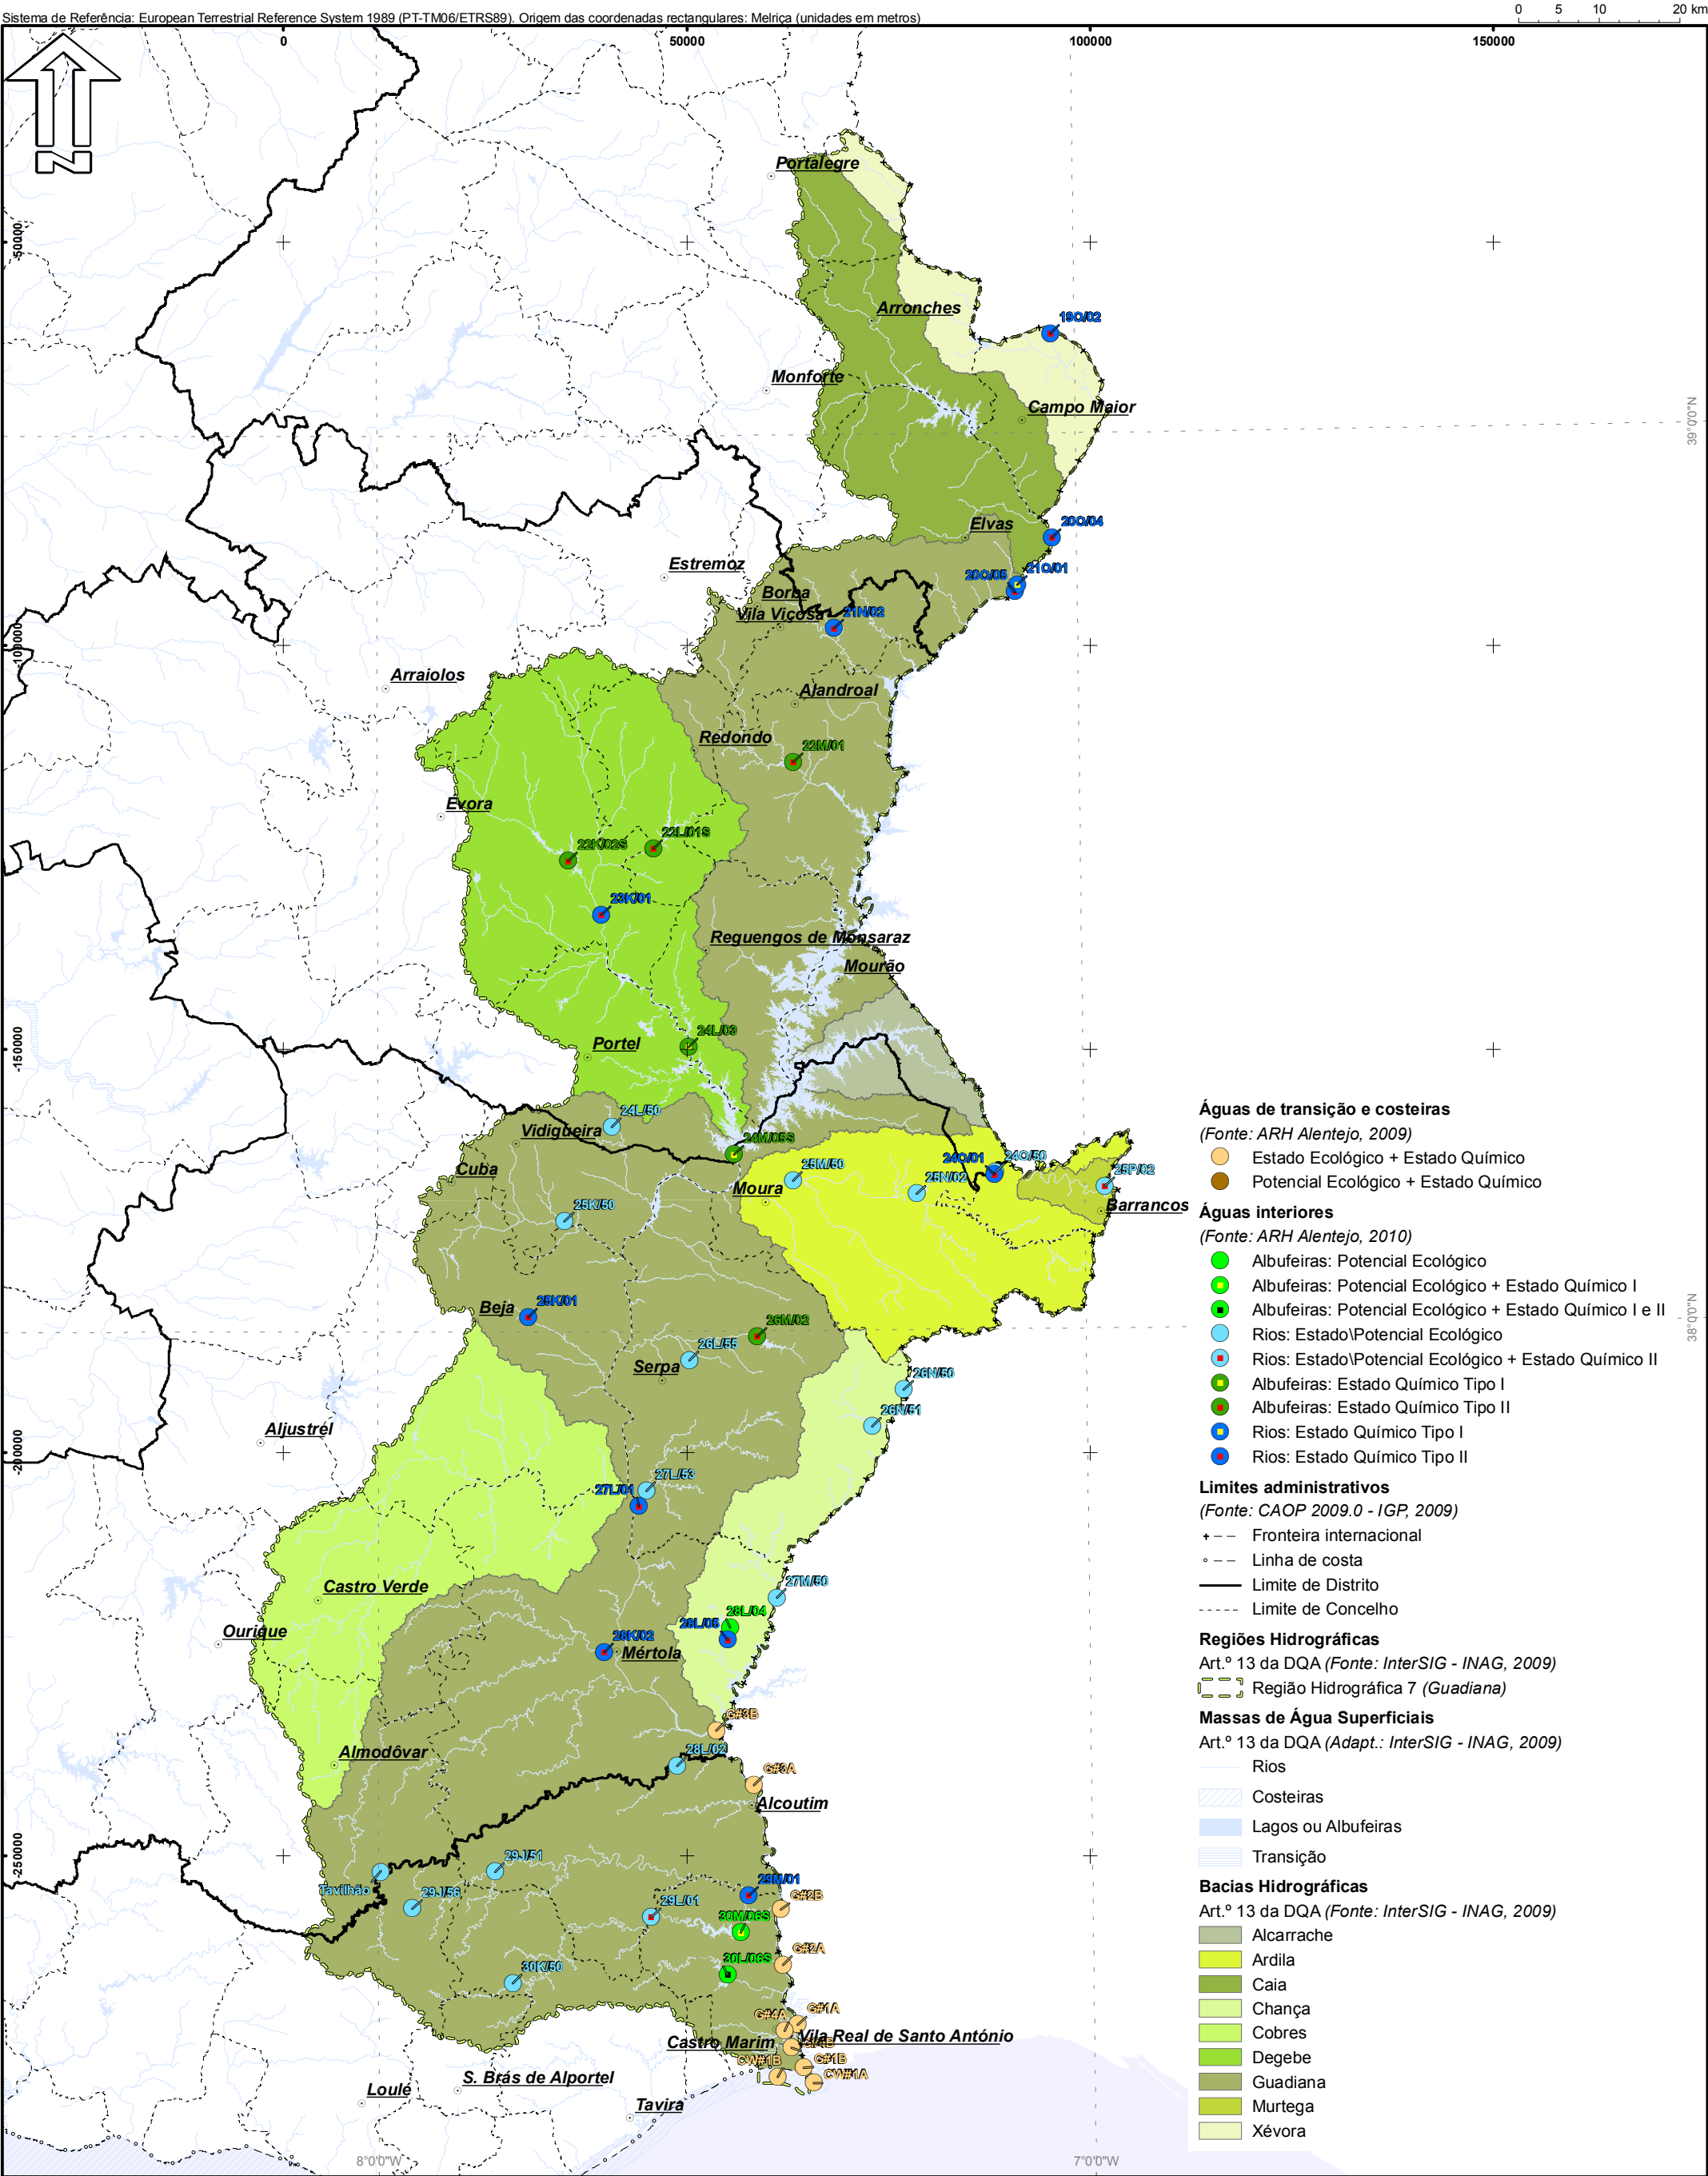 Sistema de Referência: European Terrestrial Reference System 1989 (PT-TM06/ETRS89). Origem das coordenadas rectangulares: Melriça (unidades em metros)
0 5 10 20 km
0 50000 100000 150000
N
Portalegre
-50000
Arronches
19O/02
Monforte
Campo Maior
39°0'0"N
Elvas
20O/04
Estremoz
20O/05
21O/01
Borba
Vila Viçosa
21N/02
-100000
Arraiolos
Alandroal
Redondo
22M/01
Évora
22L/01S
22K/02S
23K/01
Reguengos de Monsaraz
Mourão
24L/03
Portel
-150000
24L/50
Vidigueira
24M/05S
24O/01
24O/50
Cuba
25M/50
25N/02
25P/02
Moura
Barrancos
25K/50
Beja
25K/01
26M/02
38°0'0"N
26L/55
Serpa
26N/50
26N/51
Aljustrel
-200000
27L/53
27L/01
Castro Verde
27M/50
28L/04
28L/05
Ourique
28K/02
Mértola
G#3B
Almodôvar
28L/02
G#3A
Alcoutim
-250000
29J/51
Tavilhão
29J/56
29M/01
29L/01
G#2B
30M/06S
G#2A
30L/06S
30K/50
G#1A
G#4A
Castro Marim
Vila Real de Santo António
CW#1B
G#1B
CW#1A
Loulé
S. Brás de Alportel
Tavira
8°0'0"W
7°0'0"W
Águas de transição e costeiras
(Fonte: ARH Alentejo, 2009)
Estado Ecológico + Estado Químico
Potencial Ecológico + Estado Químico
Águas interiores
(Fonte: ARH Alentejo, 2010)
Albufeiras: Potencial Ecológico
Albufeiras: Potencial Ecológico + Estado Químico I
Albufeiras: Potencial Ecológico + Estado Químico I e II
Rios: Estado\Potencial Ecológico
Rios: Estado\Potencial Ecológico + Estado Químico II
Albufeiras: Estado Químico Tipo I
Albufeiras: Estado Químico Tipo II
Rios: Estado Químico Tipo I
Rios: Estado Químico Tipo II
Limites administrativos
(Fonte: CAOP 2009.0 - IGP, 2009)
Fronteira internacional
Linha de costa
Limite de Distrito
Limite de Concelho
Regiões Hidrográficas
Art.º 13 da DQA (Fonte: InterSIG - INAG, 2009)
Região Hidrográfica 7 (Guadiana)
Massas de Água Superficiais
Art.º 13 da DQA (Adapt.: InterSIG - INAG, 2009)
Rios
Costeiras
Lagos ou Albufeiras
Transição
Bacias Hidrográficas
Art.º 13 da DQA (Fonte: InterSIG - INAG, 2009)
Alcarrache
Ardila
Caia
Chança
Cobres
Degebe
Guadiana
Murtega
Xévora